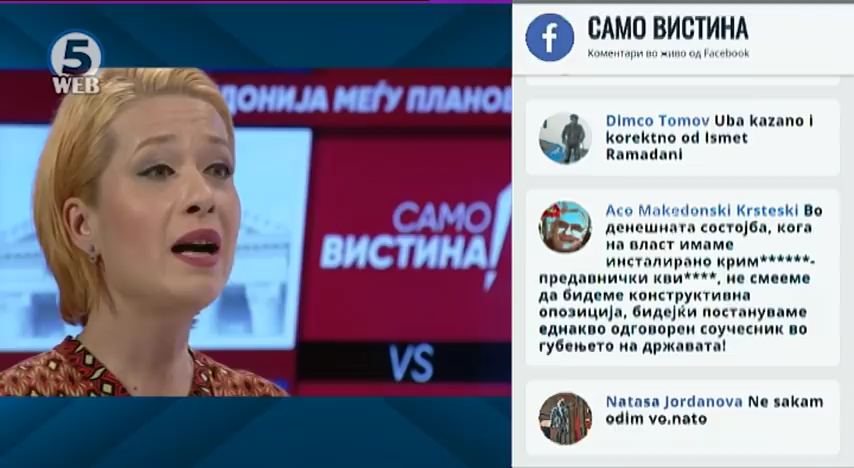 5
WEB
ДОНИЈА МЕЃУ ПЛАНОВ
САМО
ВИСТИНА!
VS
f
САМО ВИСТИНА
Коментари во живо од Facebook
Dimco Tomov Uba kazano i
korektno od Ismet
Ramadani
Aco Makedonski Krsteski Во
денешната состојба, кога
на власт имаме
инсталирано крим******-
предавнички кви****, не смееме
да бидеме конструктивна
опозиција, бидејќи постануваме
еднакво одговорен соучесник во
губењето на државата!
Natasa Jordanova Ne sakam
odim vo.nato